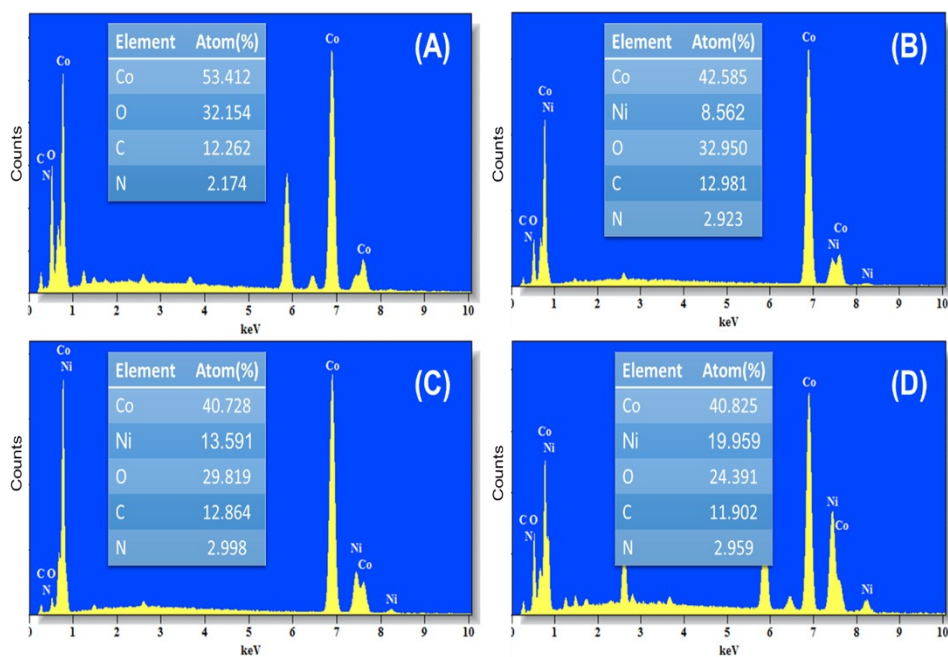 (A)
Element Atom(%)
Co 53.412
O 32.154
C 12.262
N 2.174
Co
C O
N
Co
Co
Counts
0 1 2 3 4 5 6 7 8 9 10
keV
(B)
Element Atom(%)
Co 42.585
Ni 8.562
O 32.950
C 12.981
N 2.923
Co
Ni
C O
N
Co
Co
Ni
Ni
Counts
0 1 2 3 4 5 6 7 8 9 10
keV
(C)
Element Atom(%)
Co 40.728
Ni 13.591
O 29.819
C 12.864
N 2.998
Co
Ni
C O
N
Co
Ni
Co
Ni
Counts
0 1 2 3 4 5 6 7 8 9 10
keV
(D)
Element Atom(%)
Co 40.825
Ni 19.959
O 24.391
C 11.902
N 2.959
Co
Ni
C O
N
Co
Ni
Co
Ni
Counts
0 1 2 3 4 5 6 7 8 9 10
keV